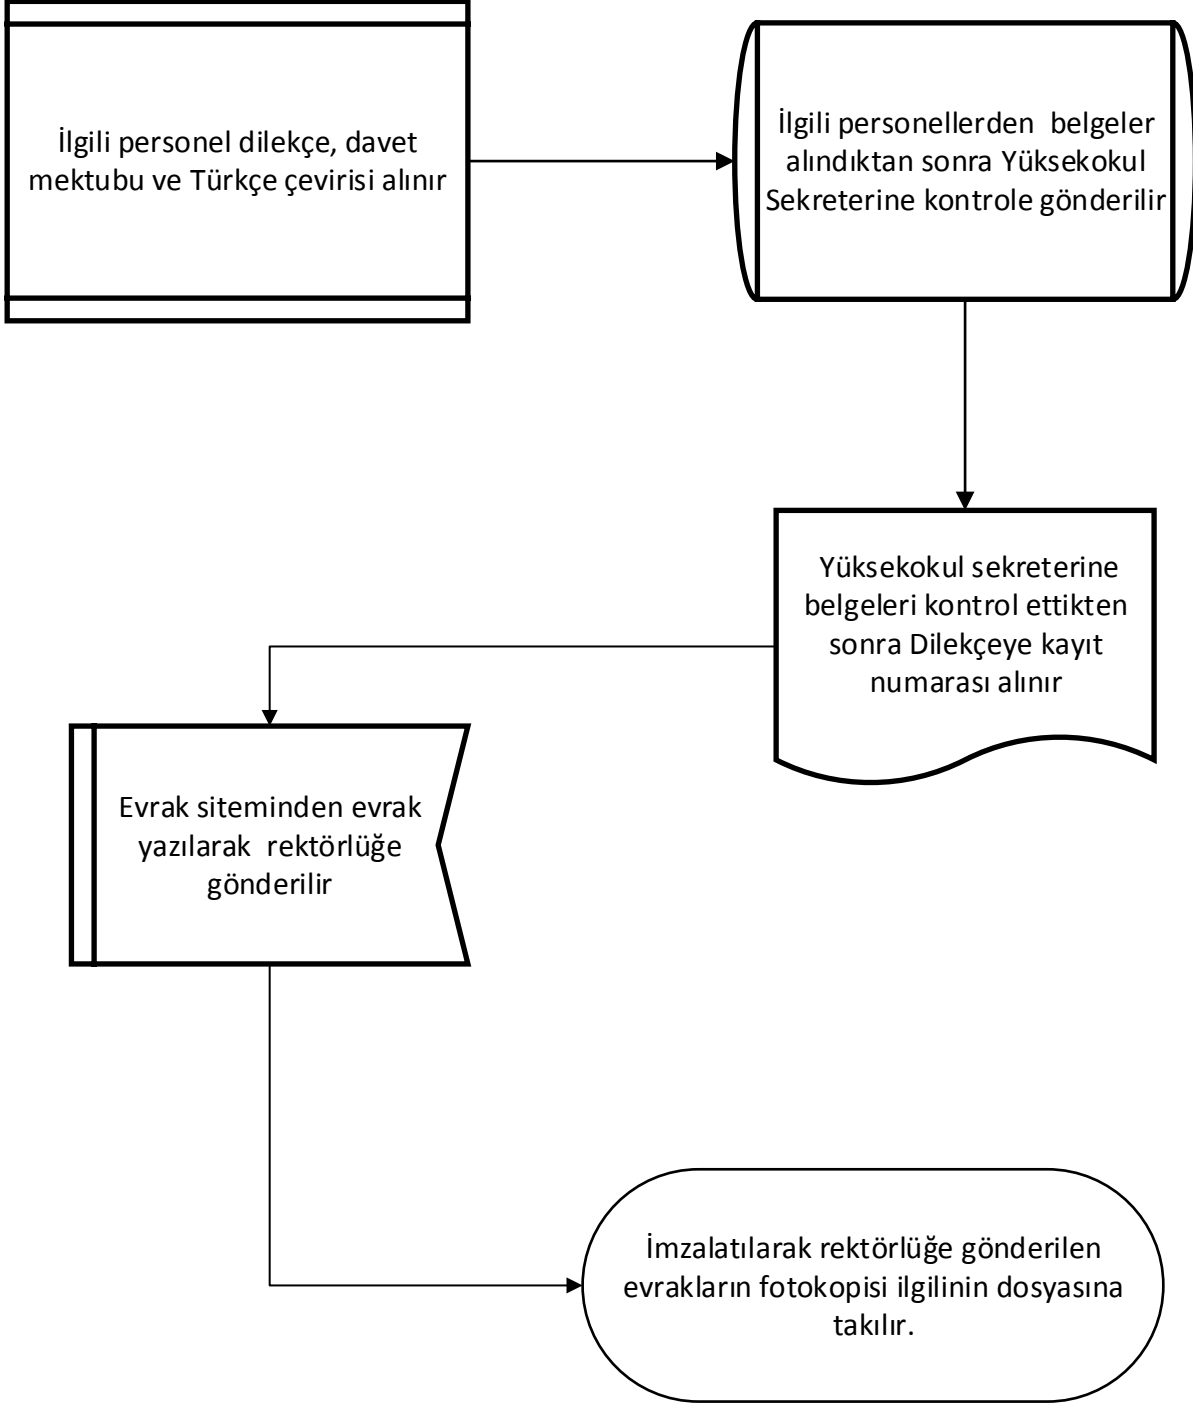 İlgili personel dilekçe, davet
mektubu ve Türkçe çevirisi alınır
İlgili personellerden  belgeler
alındıktan sonra Yüksekokul
Sekreterine kontrole gönderilir
Yüksekokul sekreterine
belgeleri kontrol ettikten
sonra Dilekçeye kayıt
numarası alınır
Evrak siteminden evrak
yazılarak  rektörlüğe
gönderilir
İmzalatılarak rektörlüğe gönderilen
evrakların fotokopisi ilgilinin dosyasına
takılır.